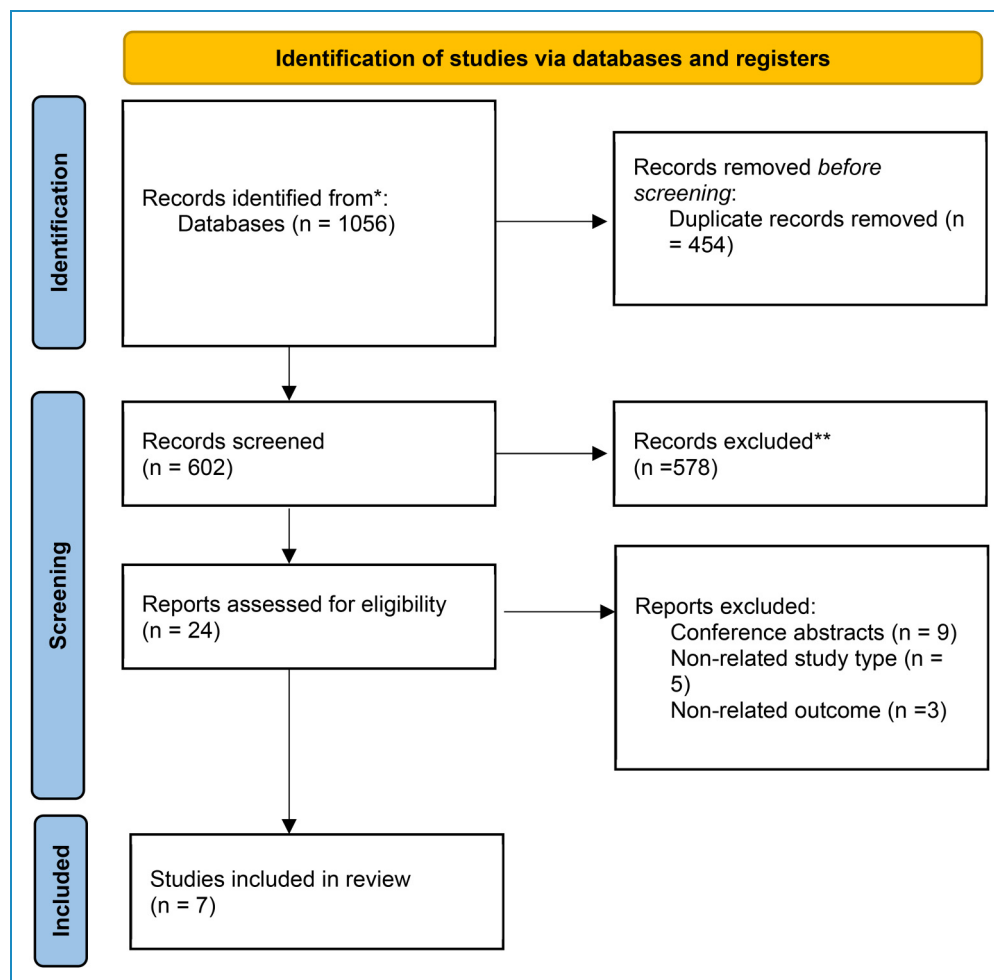 Identification of studies via databases and registers
Identification
Records identified from*:
Databases (n = 1056)
Records removed before
screening:
Duplicate records removed (n
= 454)
Screening
Records screened
(n = 602)
Records excluded**
(n =578)
Reports assessed for eligibility
(n = 24)
Reports excluded:
Conference abstracts (n = 9)
Non-related study type (n =
5)
Non-related outcome (n =3)
Included
Studies included in review
(n = 7)